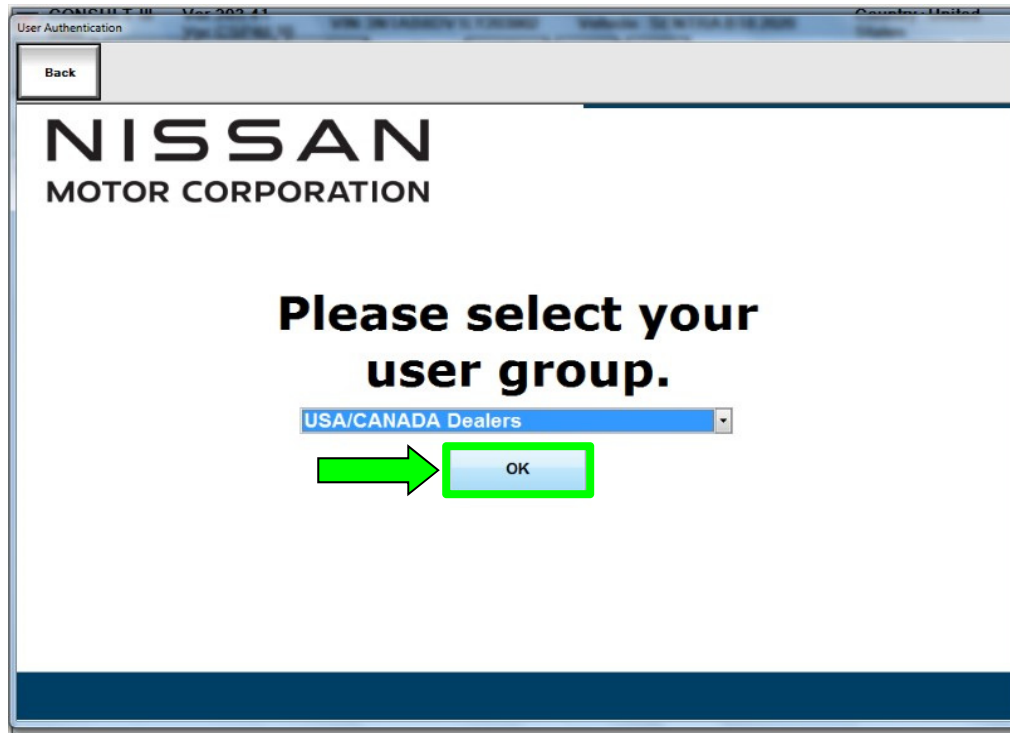 User Authentication
Back
NISSAN
MOTOR CORPORATION
Please select your
user group.
USA/CANADA Dealers
OK